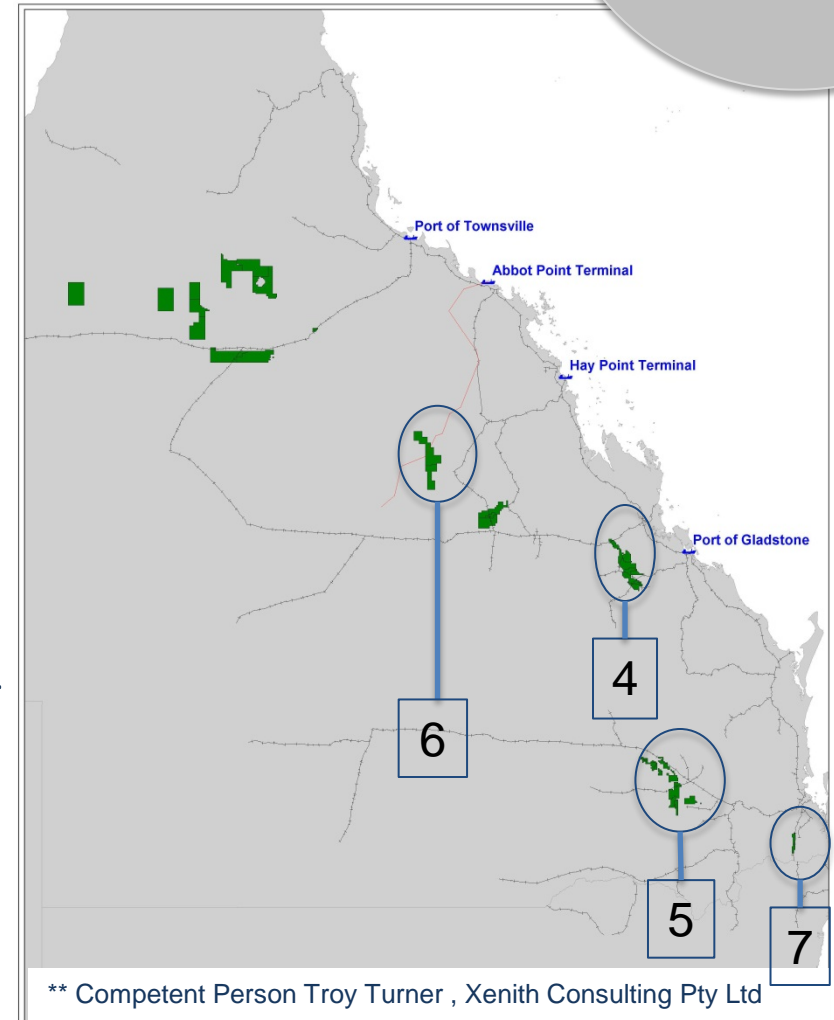 Port of Townsville
Abbot Point Terminal
Hay Point Terminal
Port of Gladstone
4
6
5
7
** Competent Person Troy Turner , Xenith Consulting Pty Ltd